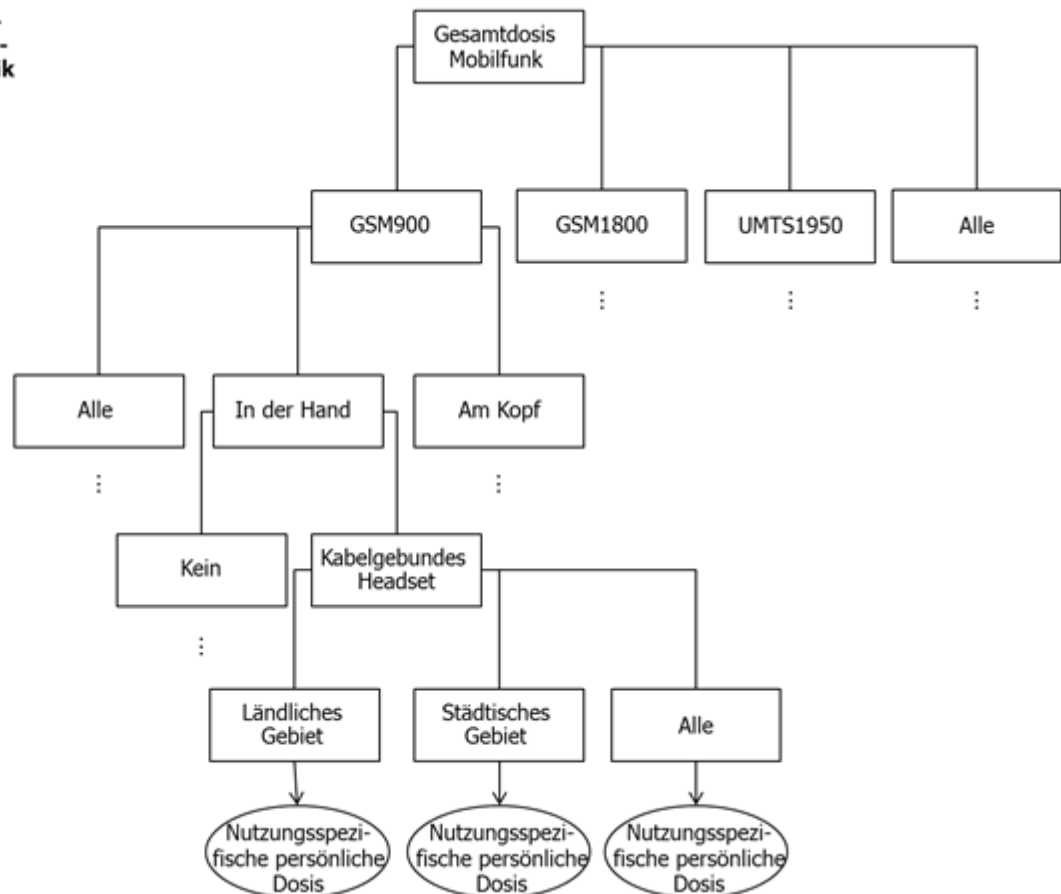 ik
Gesamtdosis
Mobilfunk
GSM900
GSM1800
UMTS1950
Alle
Alle
In der Hand
Am Kopf
Kein
Kabelgebundes
Headset
Ländliches
Gebiet
Städtisches
Gebiet
Alle
Nutzungsspezi-
fische persönliche
Dosis
Nutzungsspezi-
fische persönliche
Dosis
Nutzungsspezi-
fische persönliche
Dosis